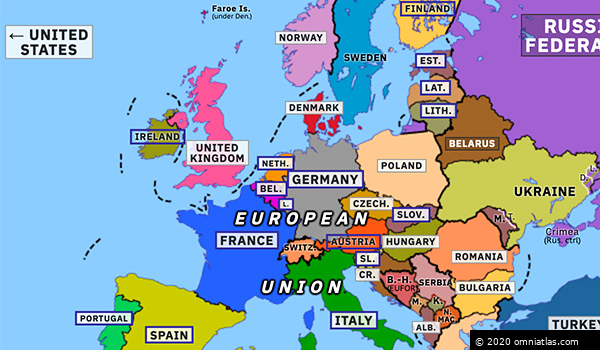 Faroe Is.
(under Den.)
FINLAND
← UNITED
STATES
NORWAY
RUSSI
FEDERA
SWEDEN
EST.
LAT.
DENMARK
LITH.
IRELAND
BELARUS
UNITED
KINGDOM
NETH.
POLAND
GERMANY
D.
BEL.
UKRAINE
L.
CZECH.
SLOV.
M.
T.
EUROPEAN
Crimea
(Rus. ctrl)
FRANCE
SWITZ.
AUSTRIA
HUNGARY
SL.
ROMANIA
CR.
B.-H.
(EUFOR)
SERBIA
UNION
BULGARIA
M.
K.
PORTUGAL
SPAIN
ITALY
N.
MAC.
ALB.
TURKEY
© 2020 omniatlas.com